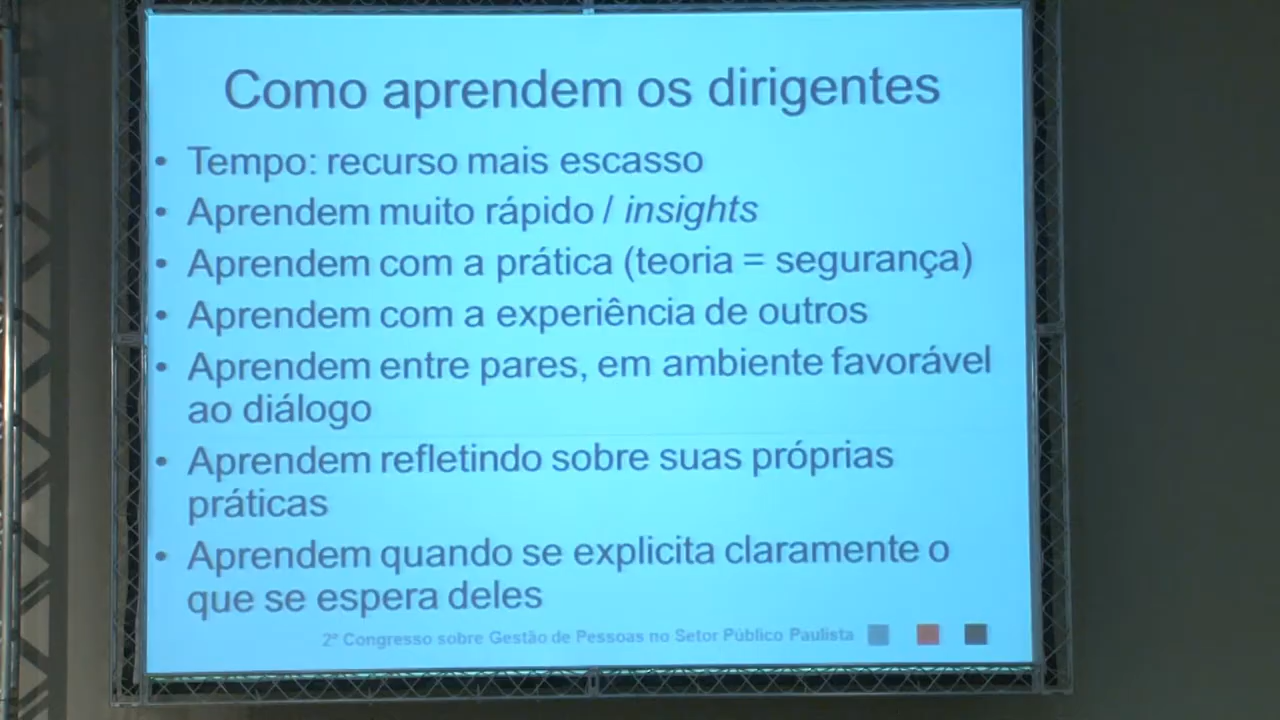 Como aprendem os dirigentes
• Tempo: recurso mais escasso
• Aprendem muito rápido / insights
• Aprendem com a prática (teoria = segurança)
• Aprendem com a experiência de outros
• Aprendem entre pares, em ambiente favorável
ao diálogo
• Aprendem refletindo sobre suas próprias
práticas
• Aprendem quando se explicita claramente o
que se espera deles
2º Congresso sobre Gestão de Pessoas no Setor Público Paulista